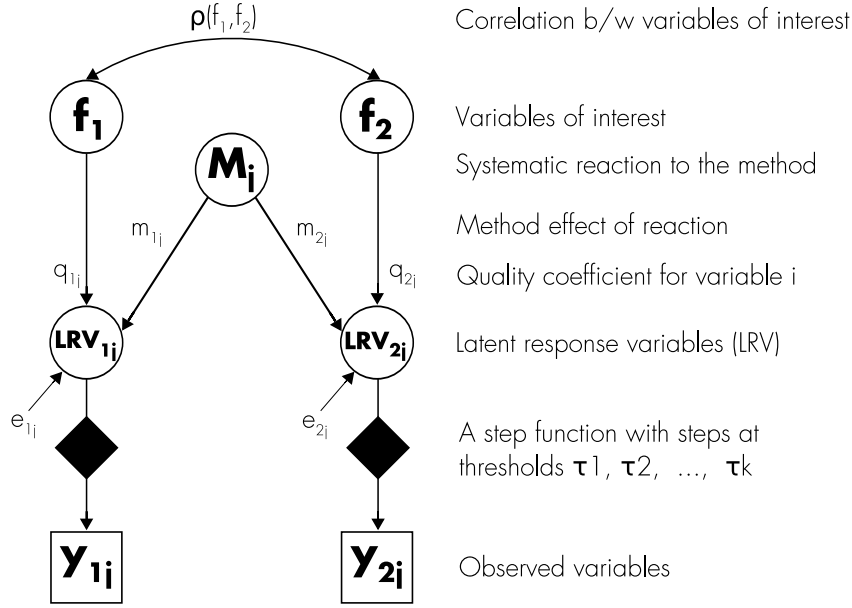 ρ(f₁,f₂)
Correlation b/w variables of interest
f₁
f₂
Variables of interest
Mⱼ
Systematic reaction to the method
m₁ⱼ
m₂ⱼ
Method effect of reaction
q₁ⱼ
q₂ⱼ
Quality coefficient for variable i
LRV₁ⱼ
LRV₂ⱼ
Latent response variables (LRV)
e₁ⱼ
e₂ⱼ
A step function with steps at
thresholds τ1, τ2, ..., τk
y₁ⱼ
y₂ⱼ
Observed variables